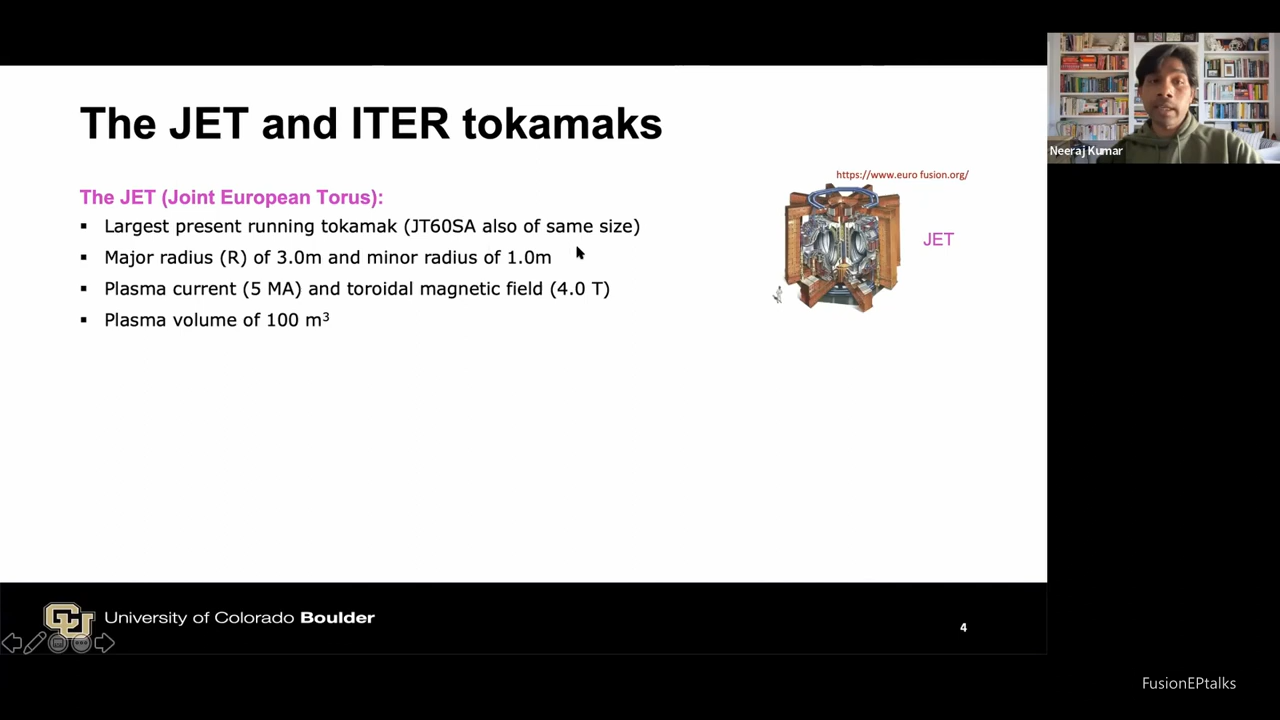 The JET and ITER tokamaks
Neeraj Kumar
https://www.euro fusion.org/
The JET (Joint European Torus):
▪ Largest present running tokamak (JT60SA also of same size)
▪ Major radius (R) of 3.0m and minor radius of 1.0m
▪ Plasma current (5 MA) and toroidal magnetic field (4.0 T)
▪ Plasma volume of 100 m³
JET
CU
University of Colorado Boulder
4
FusionEPtalks